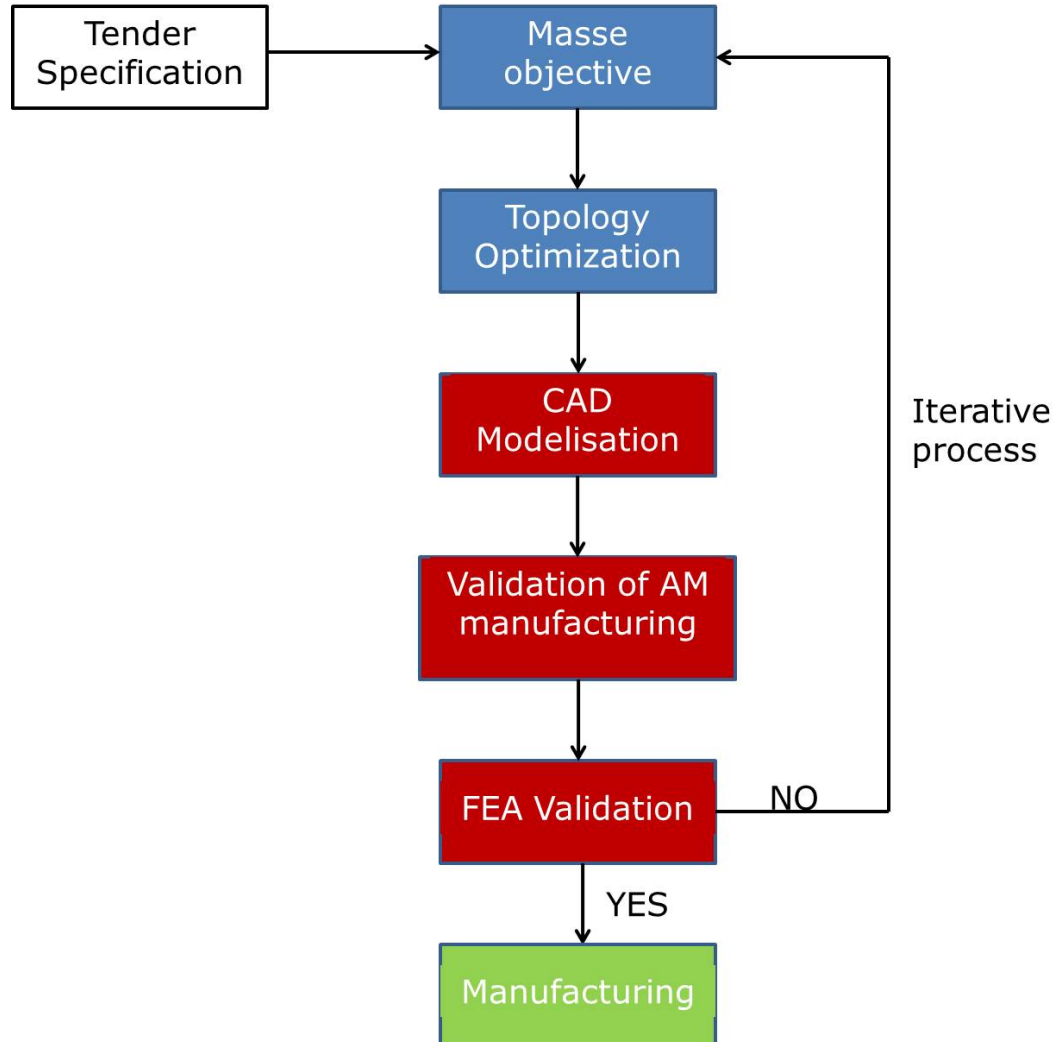 Tender
Specification
Masse
objective
Topology
Optimization
CAD
Modelisation
Iterative
process
Validation of AM
manufacturing
FEA Validation
NO
YES
Manufacturing